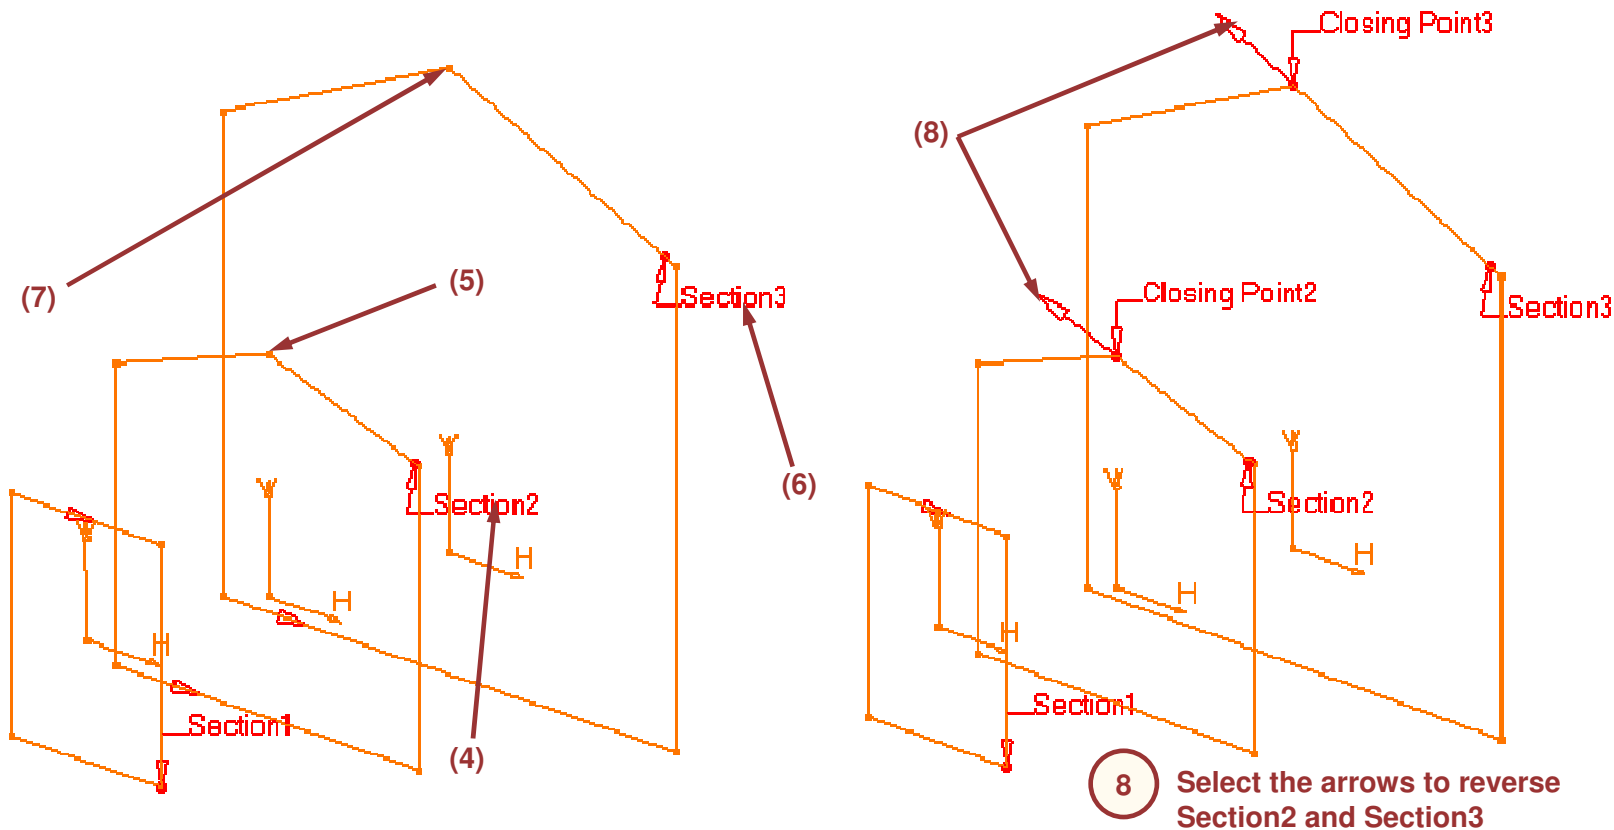 Closing Point3
(8)
(7)
(5)
Section3
Closing Point2
Section3
(6)
Section2
Section2
V
V
V
V
V
V
H
H
H
H
H
H
Section1
Section1
(4)
8 Select the arrows to reverse
Section2 and Section3